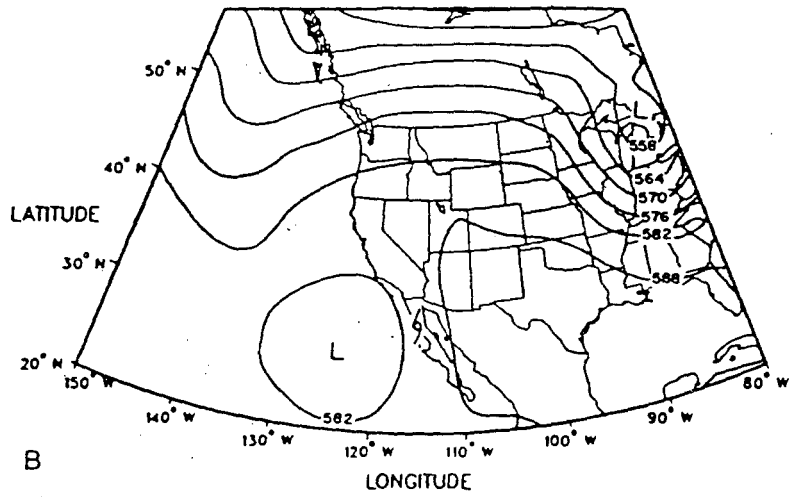 50° N
L
558
40° N
564
570
LATITUDE
576
582
30° N
588
L
20° N
150° W
80° W
140° W
582
90° W
130° W
100° W
120° W
110° W
B
LONGITUDE